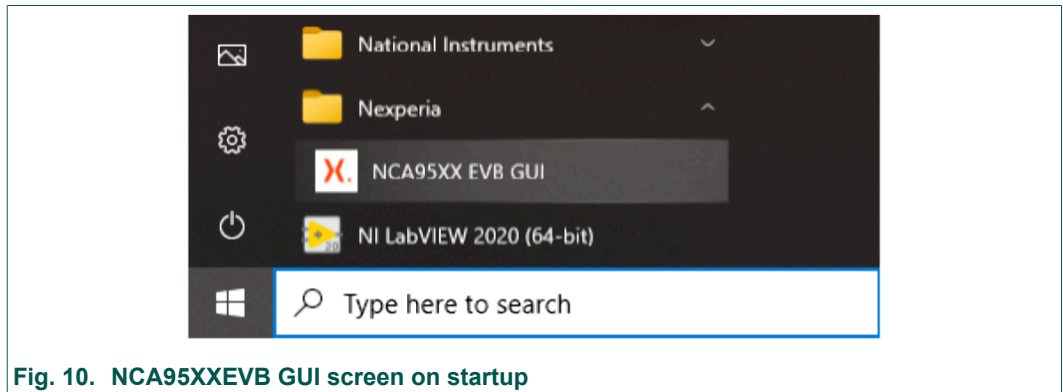 National Instruments
Nexperia
NCA95XX EVB GUI
NI LabVIEW 2020 (64-bit)
Type here to search
Fig. 10. NCA95XXEVB GUI screen on startup